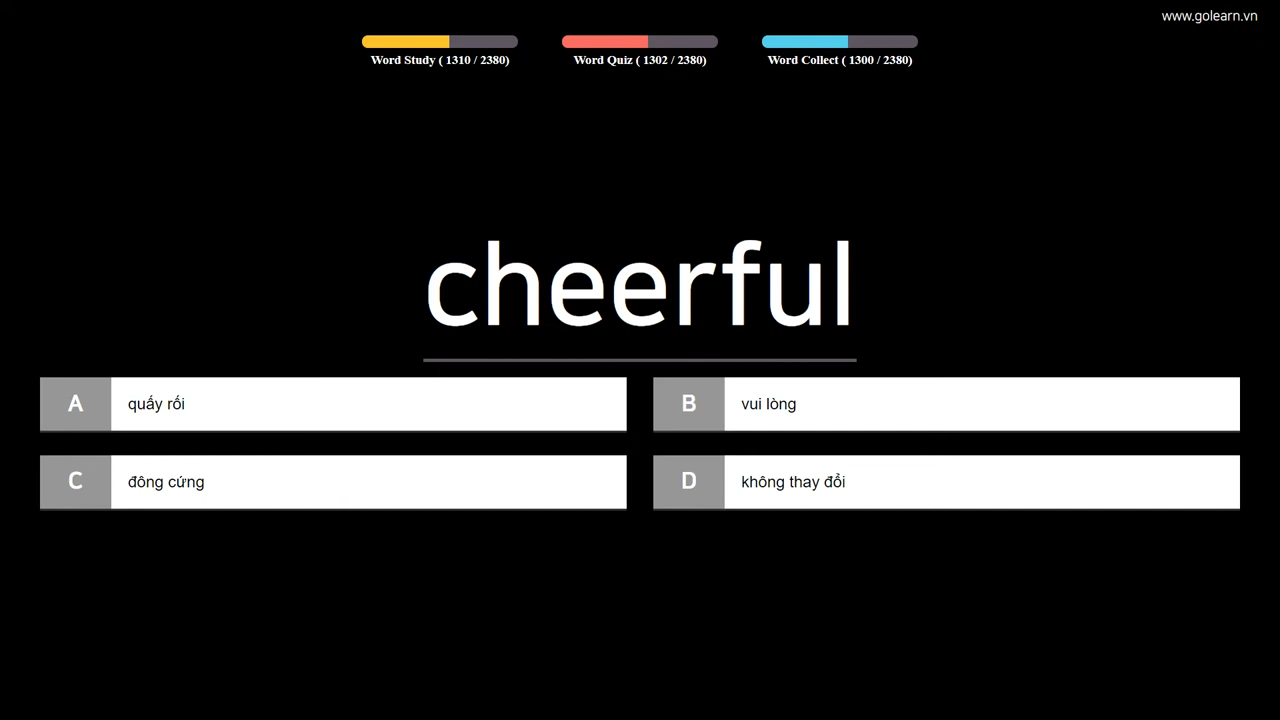 www.golearn.vn
Word Study ( 1310 / 2380)
Word Quiz ( 1302 / 2380)
Word Collect ( 1300 / 2380)
cheerful
A quấy rối
B vui lòng
C đông cứng
D không thay đổi